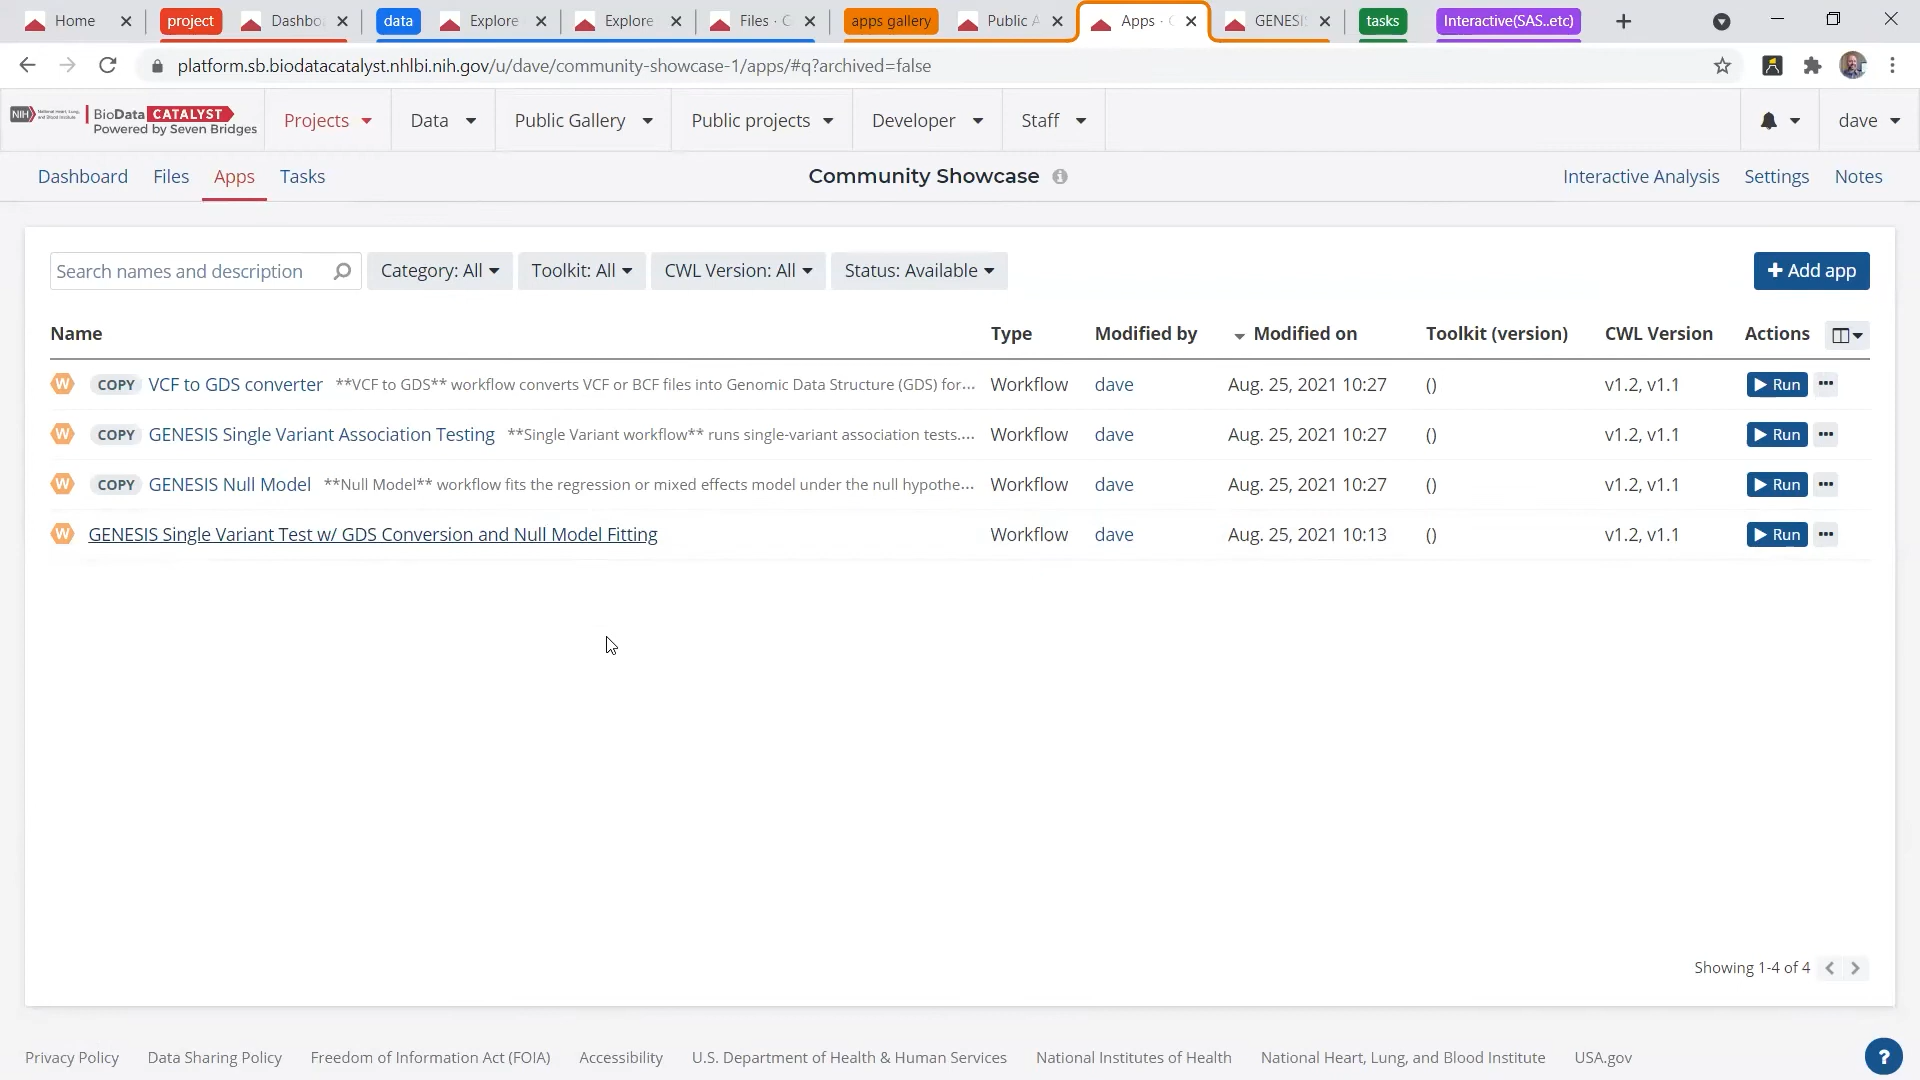 Home
project
Dashbo
data
Explore
Explore
Files · C
apps gallery
Public A
Apps · C
GENESI
tasks
Interactive(SAS..etc)
platform.sb.biodatacatalyst.nhlbi.nih.gov/u/dave/community-showcase-1/apps/#q?archived=false
NIH
BioData CATALYST
Powered by Seven Bridges
Projects
Data
Public Gallery
Public projects
Developer
Staff
dave
Dashboard
Files
Apps
Tasks
Community Showcase
Interactive Analysis
Settings
Notes
Search names and description
Category: All
Toolkit: All
CWL Version: All
Status: Available
+ Add app
Name Type Modified by Modified on Toolkit (version) CWL Version Actions
W COPY VCF to GDS converter **VCF to GDS** workflow converts VCF or BCF files into Genomic Data Structure (GDS) for... Workflow dave Aug. 25, 2021 10:27 () v1.2, v1.1 Run •••
W COPY GENESIS Single Variant Association Testing **Single Variant workflow** runs single-variant association tests.... Workflow dave Aug. 25, 2021 10:27 () v1.2, v1.1 Run •••
W COPY GENESIS Null Model **Null Model** workflow fits the regression or mixed effects model under the null hypothe... Workflow dave Aug. 25, 2021 10:27 () v1.2, v1.1 Run •••
W GENESIS Single Variant Test w/ GDS Conversion and Null Model Fitting Workflow dave Aug. 25, 2021 10:13 () v1.2, v1.1 Run •••
Showing 1-4 of 4
Privacy Policy Data Sharing Policy Freedom of Information Act (FOIA) Accessibility U.S. Department of Health & Human Services National Institutes of Health National Heart, Lung, and Blood Institute USA.gov
?